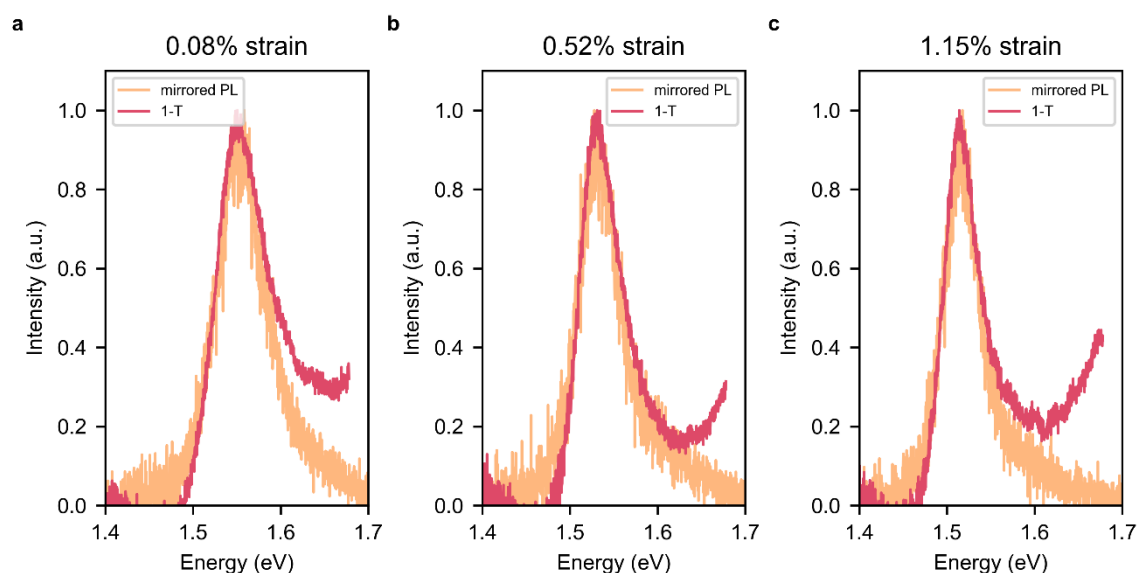 a
0.08% strain
mirrored PL
1-T
1.0
0.8
0.6
0.4
0.2
0.0
Intensity (a.u.)
1.4 1.5 1.6 1.7
Energy (eV)
b
0.52% strain
mirrored PL
1-T
1.0
0.8
0.6
0.4
0.2
0.0
Intensity (a.u.)
1.4 1.5 1.6 1.7
Energy (eV)
c
1.15% strain
mirrored PL
1-T
1.0
0.8
0.6
0.4
0.2
0.0
Intensity (a.u.)
1.4 1.5 1.6 1.7
Energy (eV)